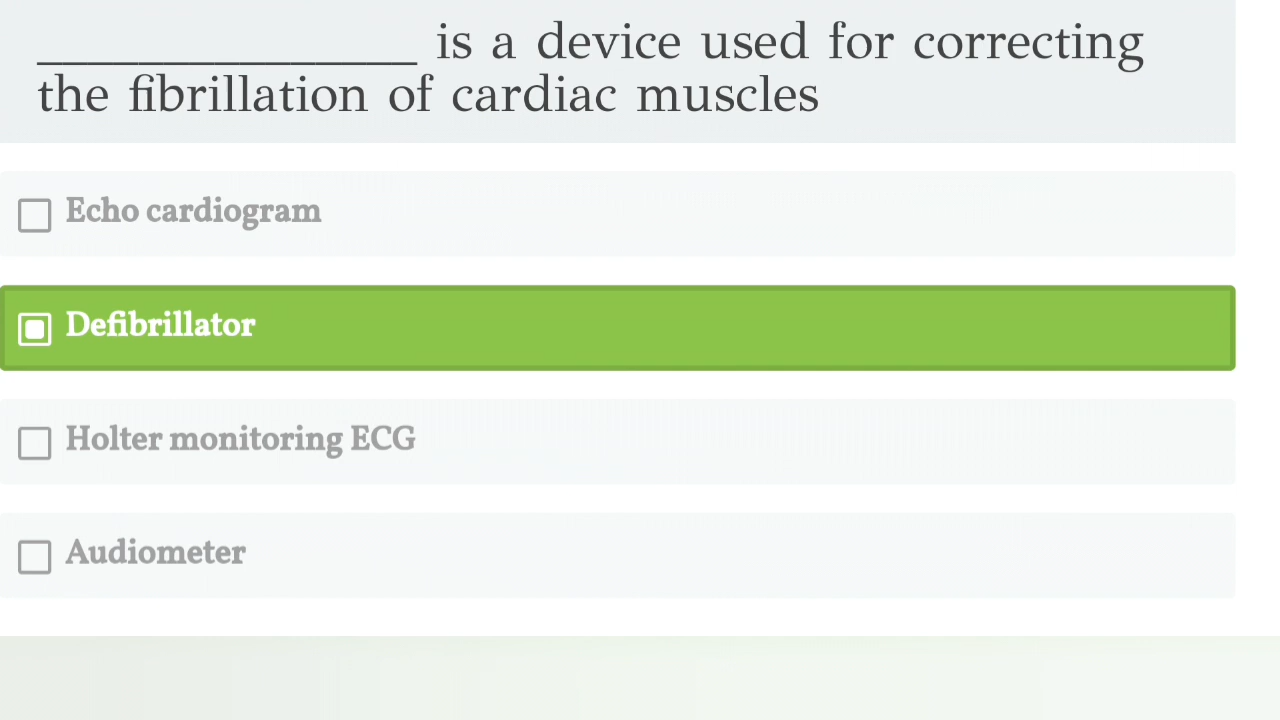 _______________ is a device used for correcting
the fibrillation of cardiac muscles
Echo cardiogram
Defibrillator
Holter monitoring ECG
Audiometer